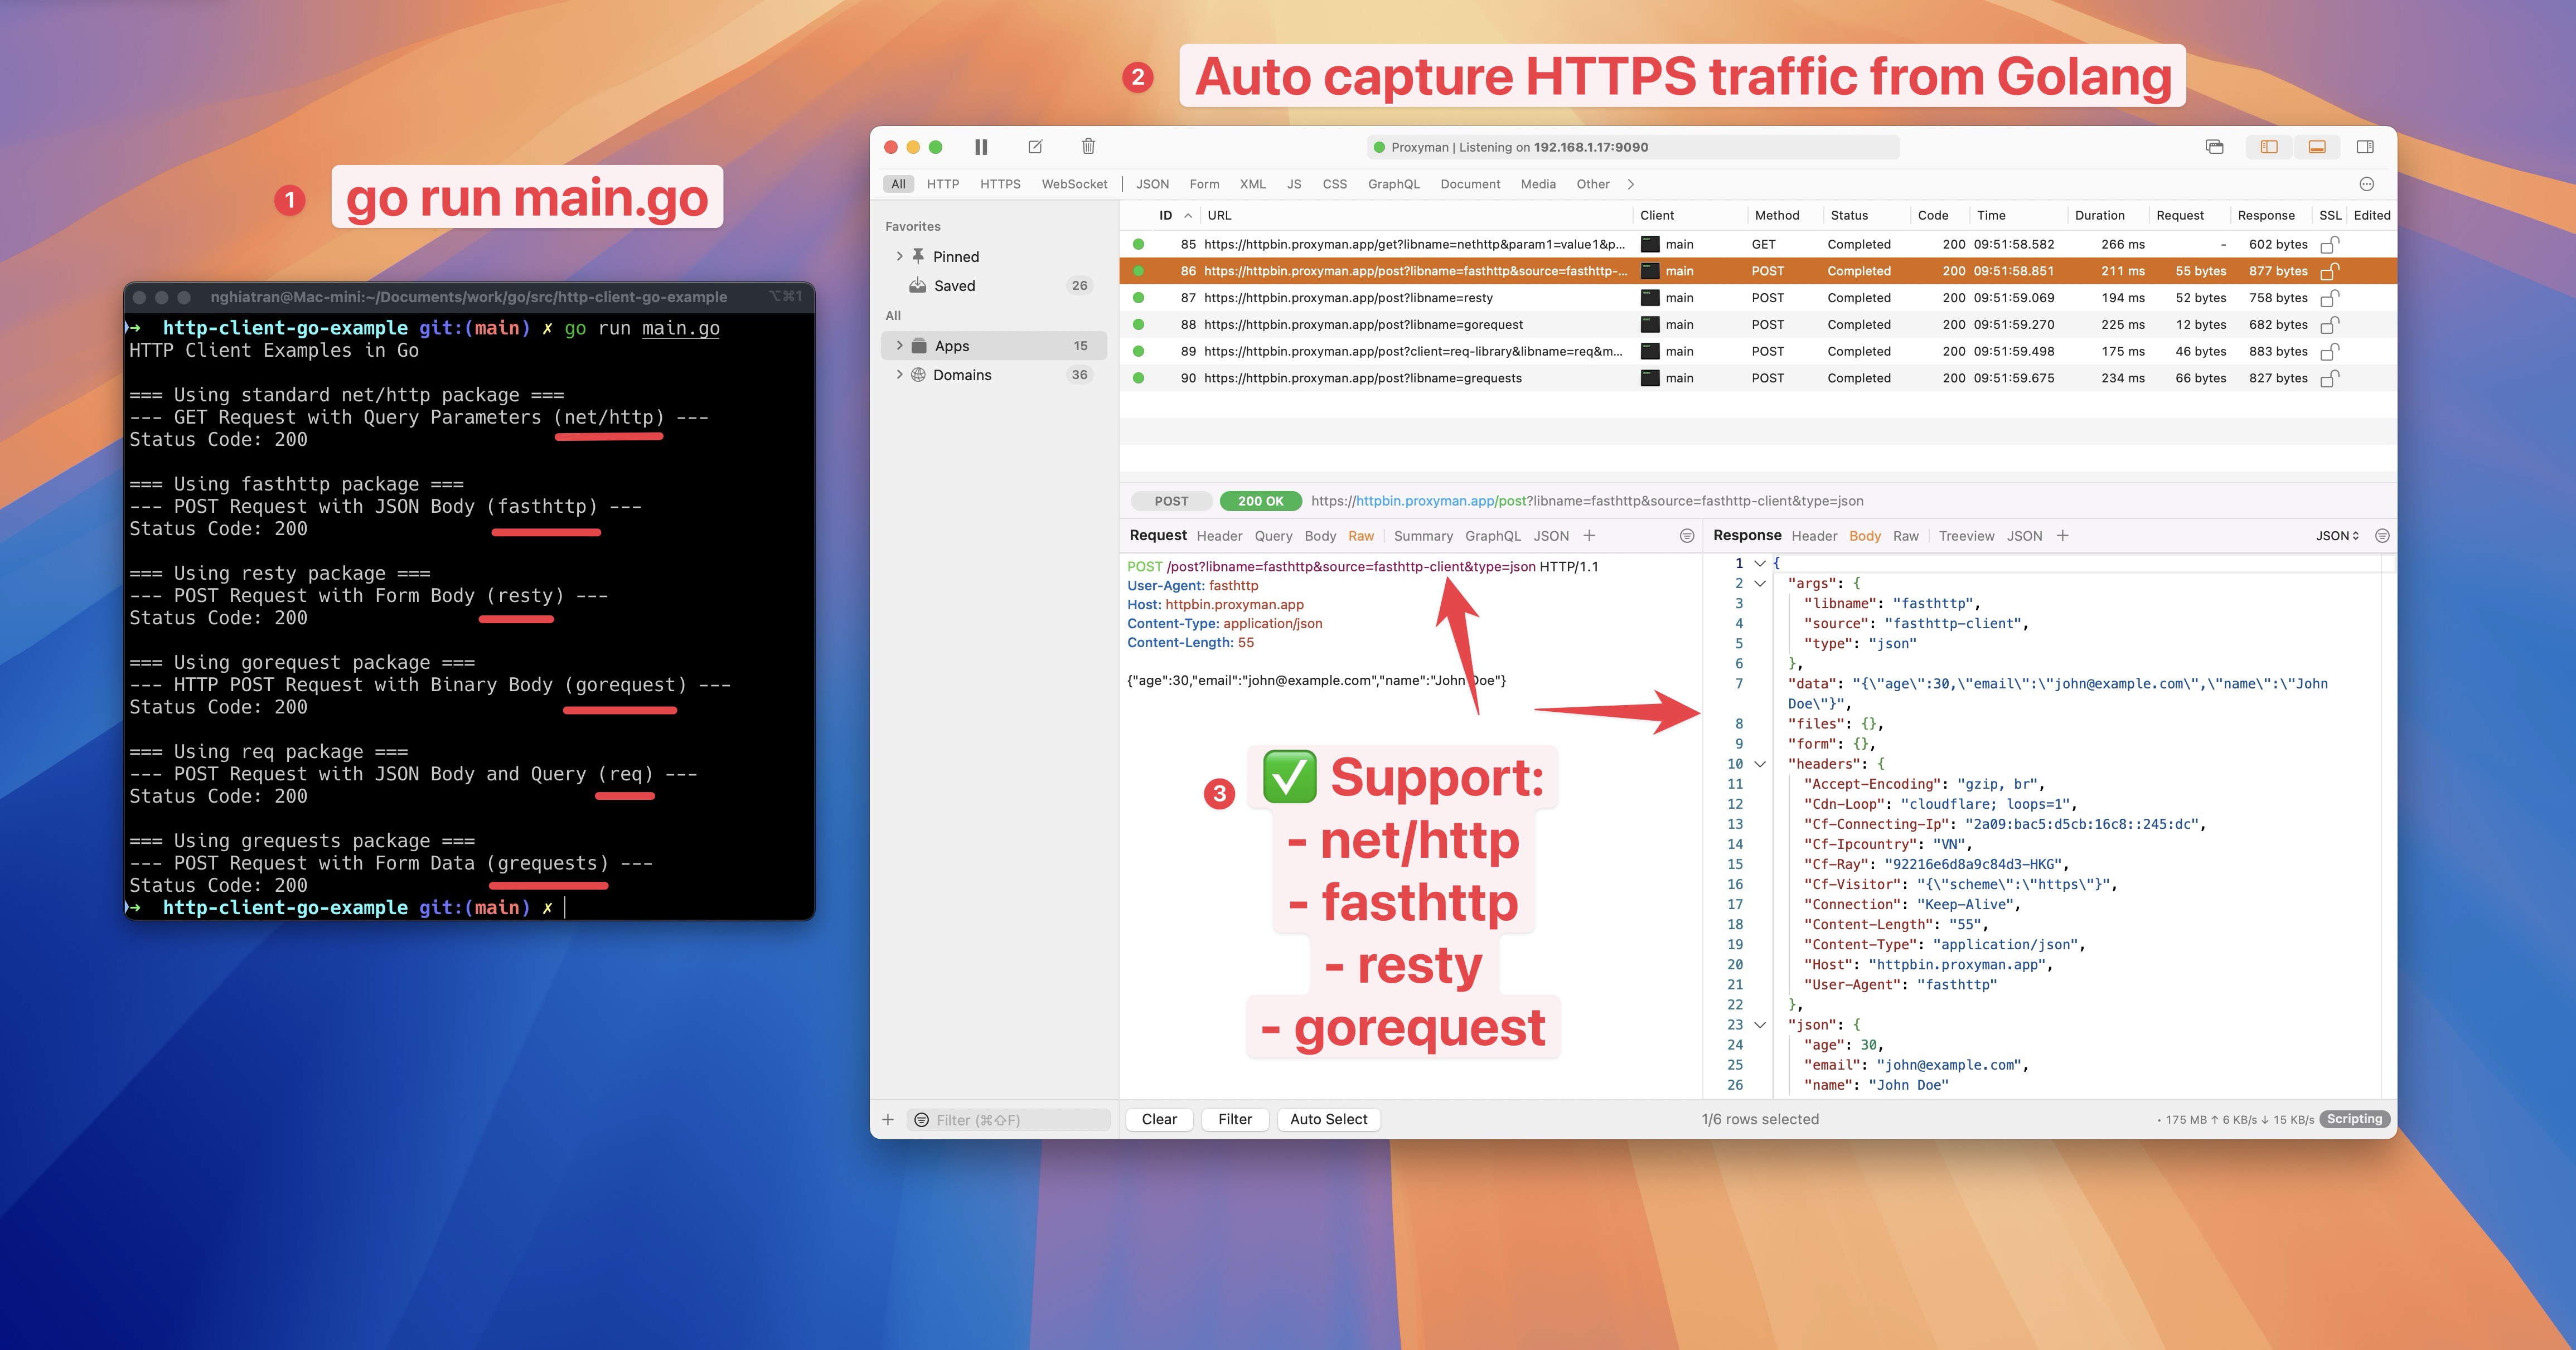 2 Auto capture HTTPS traffic from Golang
1 go run main.go
nghiatran@Mac-mini:~/Documents/work/go/src/http-client-go-example ⌥⌘1
➜ http-client-go-example git:(main) ✗ go run main.go
HTTP Client Examples in Go
=== Using standard net/http package ===
--- GET Request with Query Parameters (net/http) ---
Status Code: 200
=== Using fasthttp package ===
--- POST Request with JSON Body (fasthttp) ---
Status Code: 200
=== Using resty package ===
--- POST Request with Form Body (resty) ---
Status Code: 200
=== Using gorequest package ===
--- HTTP POST Request with Binary Body (gorequest) ---
Status Code: 200
=== Using req package ===
--- POST Request with JSON Body and Query (req) ---
Status Code: 200
=== Using grequests package ===
--- POST Request with Form Data (grequests) ---
Status Code: 200
➜ http-client-go-example git:(main) ✗
Proxyman | Listening on 192.168.1.17:9090
All HTTP HTTPS WebSocket JSON Form XML JS CSS GraphQL Document Media Other
Favorites
Pinned
Saved 26
All
Apps 15
Domains 36
ID URL Client Method Status Code Time Duration Request Response SSL Edited
85 https://httpbin.proxyman.app/get?libname=nethttp&param1=value1&p... main GET Completed 200 09:51:58.582 266 ms - 602 bytes
86 https://httpbin.proxyman.app/post?libname=fasthttp&source=fasthttp-... main POST Completed 200 09:51:58.851 211 ms 55 bytes 877 bytes
87 https://httpbin.proxyman.app/post?libname=resty main POST Completed 200 09:51:59.069 194 ms 52 bytes 758 bytes
88 https://httpbin.proxyman.app/post?libname=gorequest main POST Completed 200 09:51:59.270 225 ms 12 bytes 682 bytes
89 https://httpbin.proxyman.app/post?client=req-library&libname=req&m... main POST Completed 200 09:51:59.498 175 ms 46 bytes 883 bytes
90 https://httpbin.proxyman.app/post?libname=grequests main POST Completed 200 09:51:59.675 234 ms 66 bytes 827 bytes
POST 200 OK https://httpbin.proxyman.app/post?libname=fasthttp&source=fasthttp-client&type=json
Request Header Query Body Raw Summary GraphQL JSON +
POST /post?libname=fasthttp&source=fasthttp-client&type=json HTTP/1.1
User-Agent: fasthttp
Host: httpbin.proxyman.app
Content-Type: application/json
Content-Length: 55
{"age":30,"email":"john@example.com","name":"John Doe"}
3 ✅ Support:
- net/http
- fasthttp
- resty
- gorequest
Response Header Body Raw Treeview JSON + JSON
1 {
2 "args": {
3 "libname": "fasthttp",
4 "source": "fasthttp-client",
5 "type": "json"
6 },
7 "data": "{\"age\":30,\"email\":\"john@example.com\",\"name\":\"John
Doe\"}",
8 "files": {},
9 "form": {},
10 "headers": {
11 "Accept-Encoding": "gzip, br",
12 "Cdn-Loop": "cloudflare; loops=1",
13 "Cf-Connecting-Ip": "2a09:bac5:d5cb:16c8::245:dc",
14 "Cf-Ipcountry": "VN",
15 "Cf-Ray": "92216e6d8a9c84d3-HKG",
16 "Cf-Visitor": "{\"scheme\":\"https\"}",
17 "Connection": "Keep-Alive",
18 "Content-Length": "55",
19 "Content-Type": "application/json",
20 "Host": "httpbin.proxyman.app",
21 "User-Agent": "fasthttp"
22 },
23 "json": {
24 "age": 30,
25 "email": "john@example.com",
26 "name": "John Doe"
+ Filter (⌘⇧F) Clear Filter Auto Select 1/6 rows selected • 175 MB ↑ 6 KB/s ↓ 15 KB/s Scripting